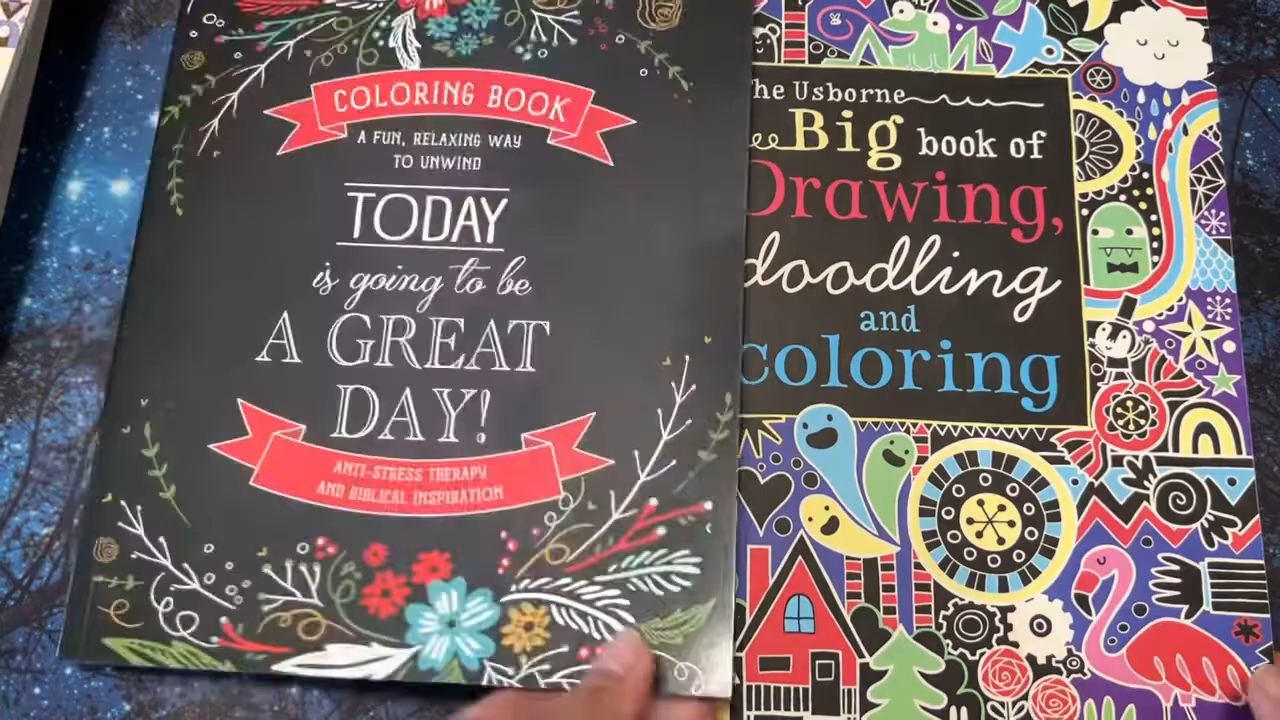 COLORING BOOK
A FUN, RELAXING WAY
TO UNWIND
TODAY
is going to be
A GREAT
DAY!
ANTI-STRESS THERAPY
AND BIBLICAL INSPIRATION
he Usborne
Big book of
Drawing,
doodling
and
coloring